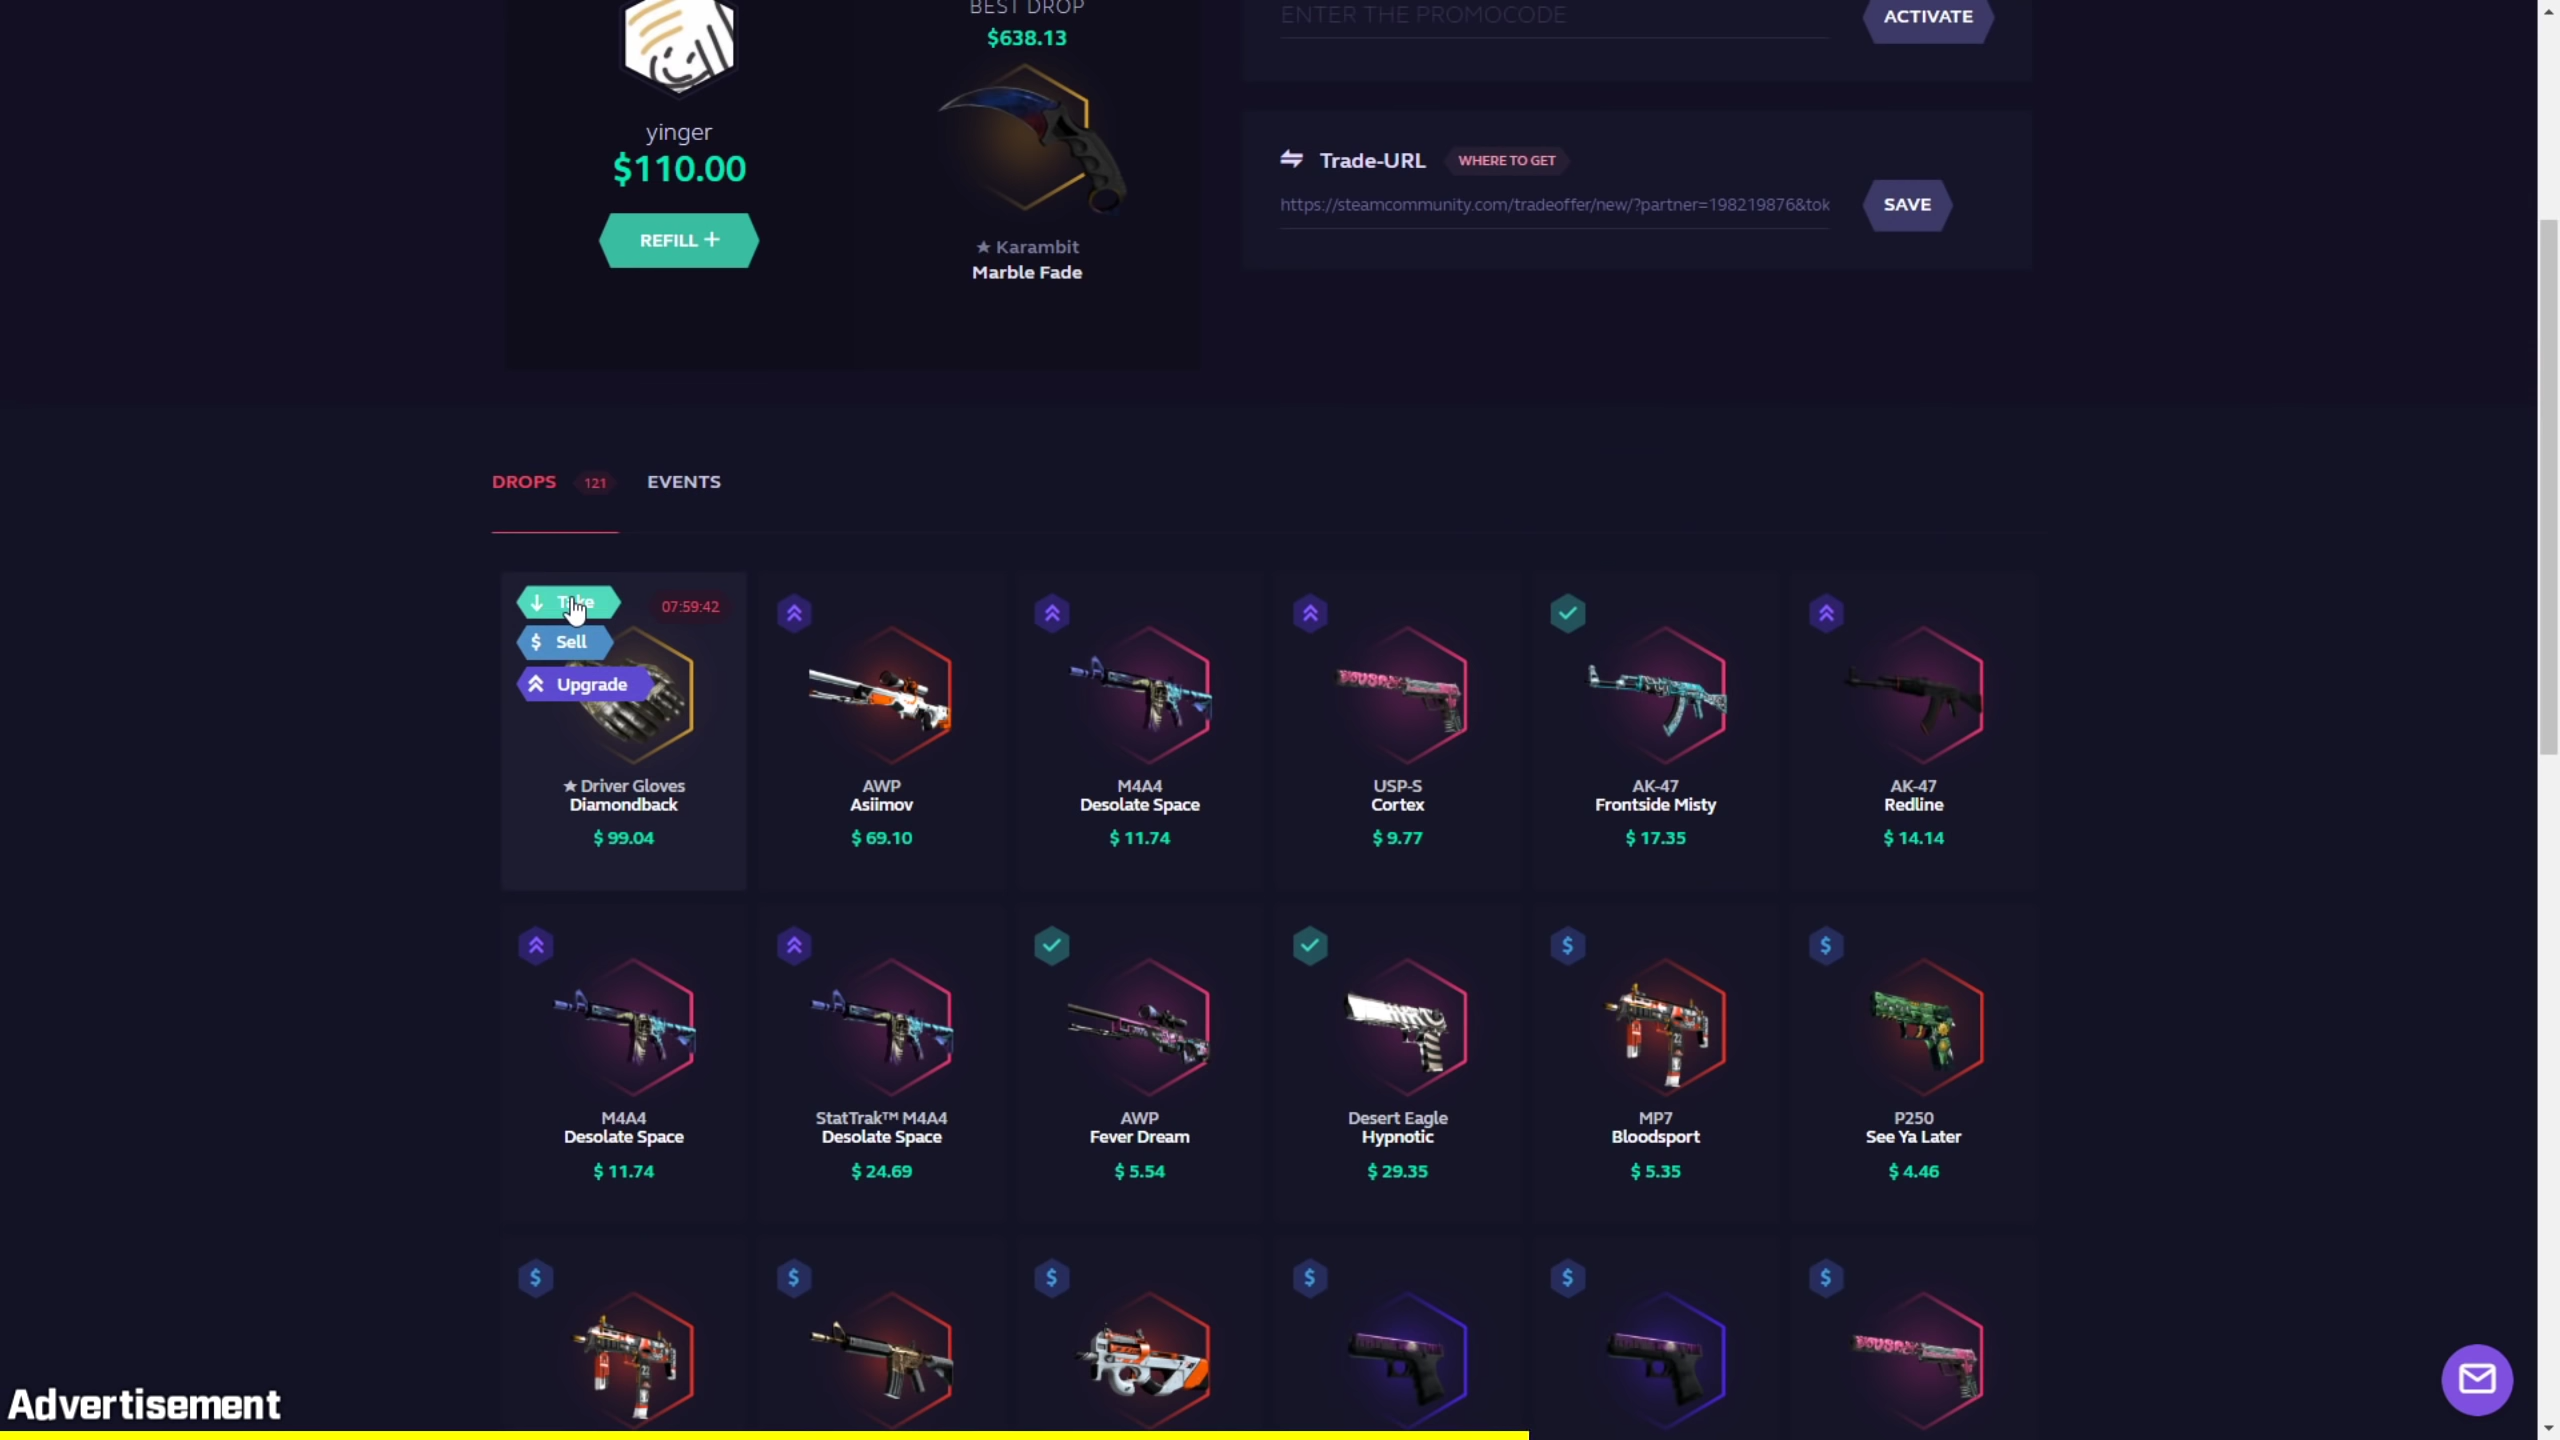 BEST DROP
$638.13
ENTER THE PROMOCODE
ACTIVATE
yinger
$110.00
REFILL +
★ Karambit
Marble Fade
Trade-URL
WHERE TO GET
https://steamcommunity.com/tradeoffer/new/?partner=198219876&tok
SAVE
DROPS 121 EVENTS
Take
07:59:42
$ Sell
Upgrade
★ Driver Gloves
Diamondback
$ 99.04
AWP
Asiimov
$ 69.10
M4A4
Desolate Space
$ 11.74
USP-S
Cortex
$ 9.77
AK-47
Frontside Misty
$ 17.35
AK-47
Redline
$ 14.14
M4A4
Desolate Space
$ 11.74
StatTrak™ M4A4
Desolate Space
$ 24.69
AWP
Fever Dream
$ 5.54
Desert Eagle
Hypnotic
$ 29.35
$
MP7
Bloodsport
$ 5.35
$
P250
See Ya Later
$ 4.46
$
$
$
$
$
$
Advertisement